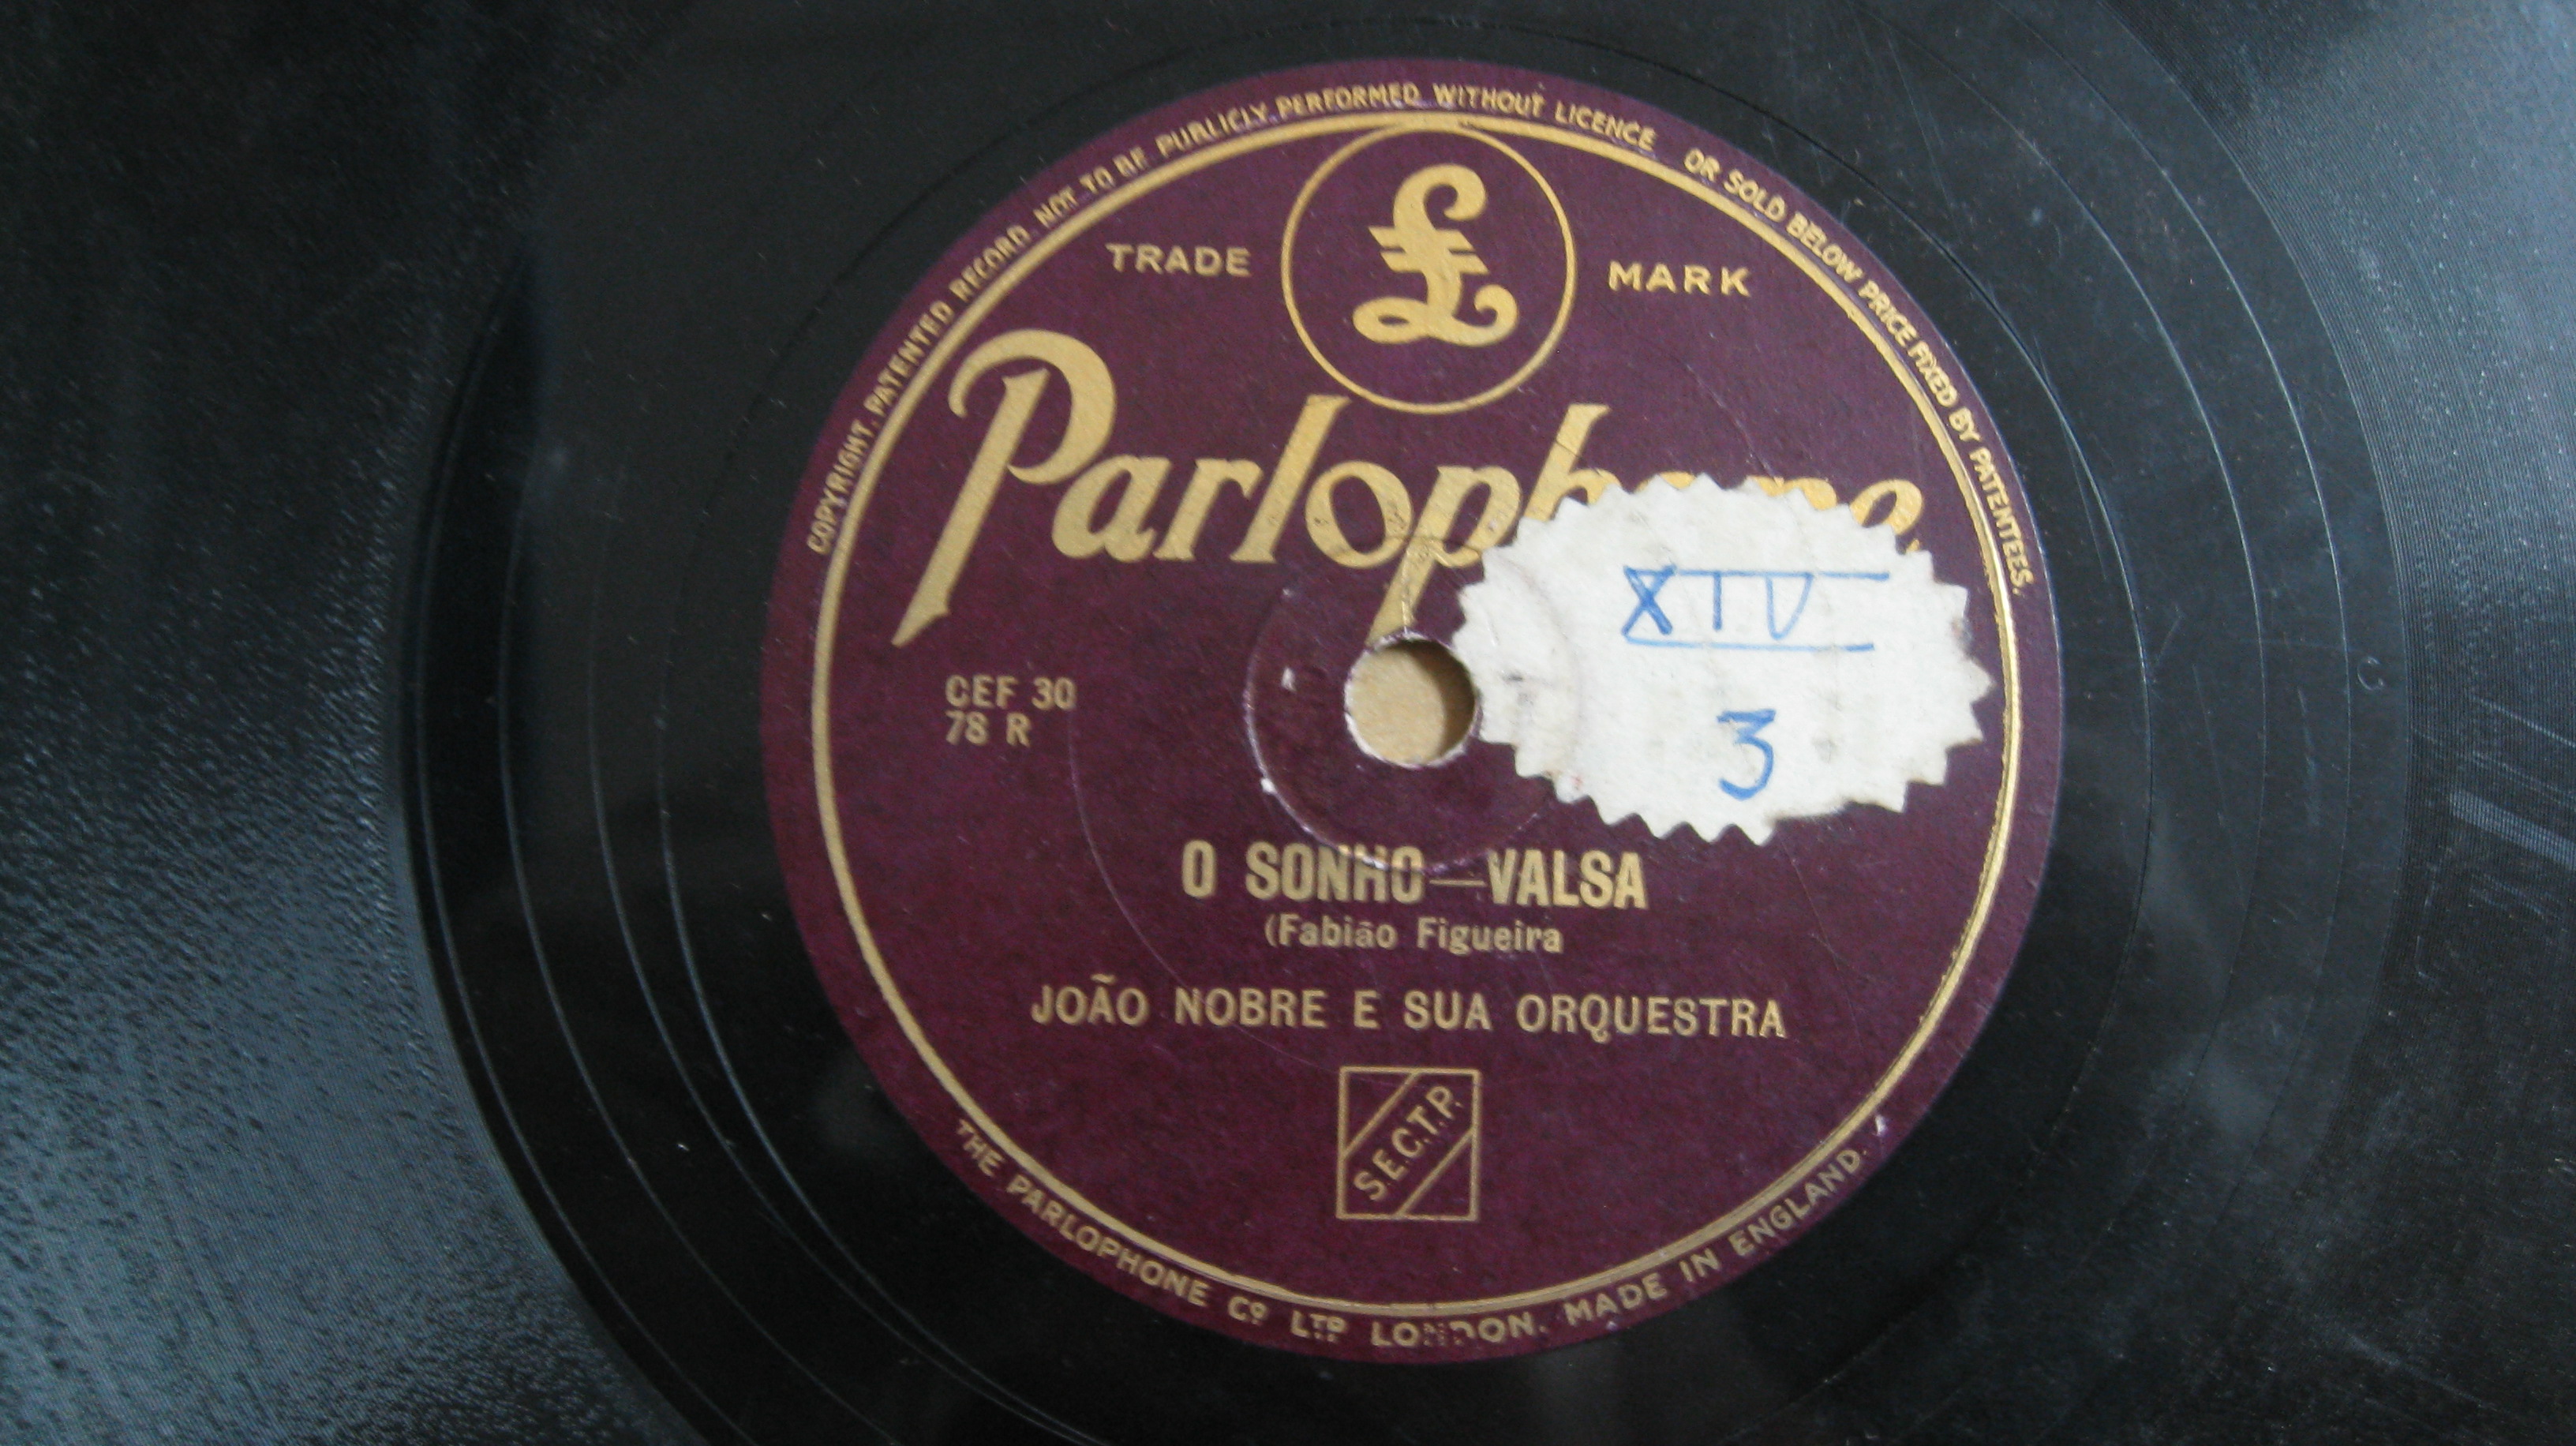 COPYRIGHT. PATENTED RECORD. NOT TO BE PUBLICLY PERFORMED WITHOUT LICENCE OR SOLD BELOW PRICE FIXED BY PATENTEES.
TRADE £ MARK
Parlophone
XIV
3
CEF 30
78 R
O SONHO—VALSA
(Fabião Figueira
JOÃO NOBRE E SUA ORQUESTRA
S.E.C.T.P.
THE PARLOPHONE Cº LTD LONDON. MADE IN ENGLAND.